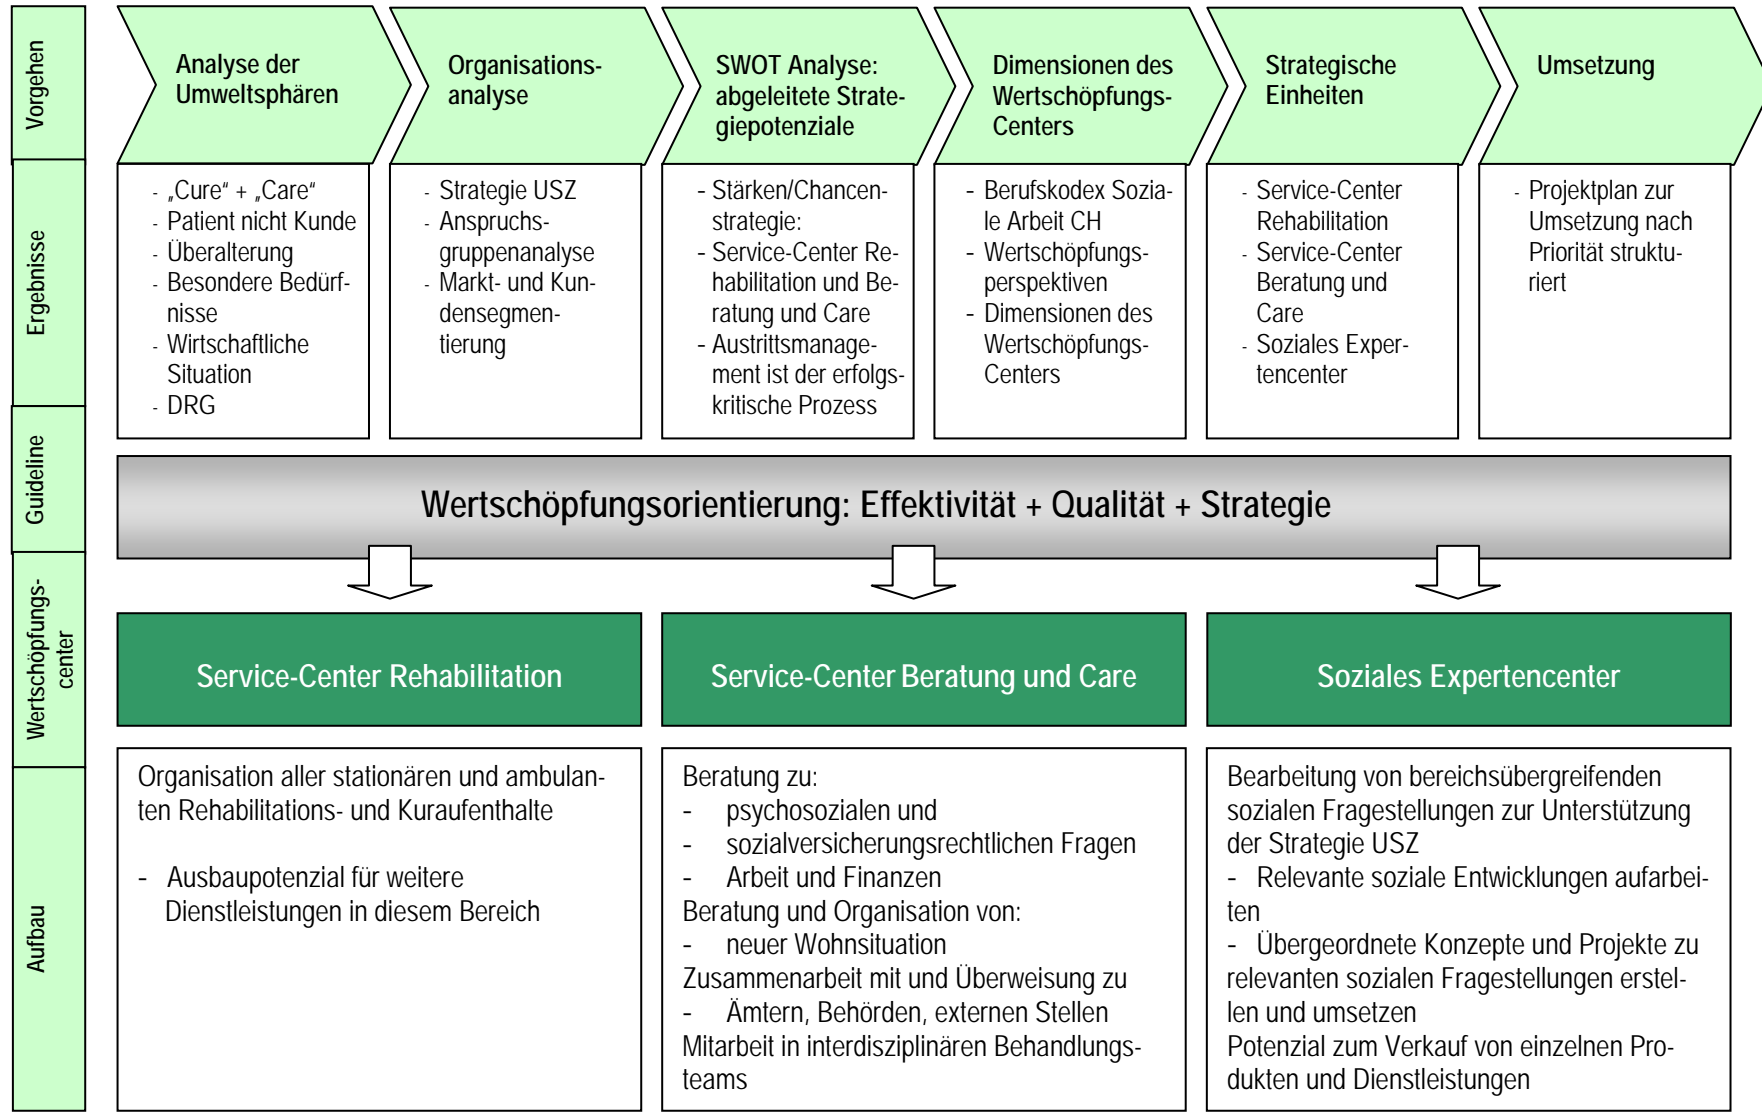 Vorgehen
Analyse der
Umweltsphären
Organisations-
analyse
SWOT Analyse:
abgeleitete Strate-
giepotenziale
Dimensionen des
Wertschöpfungs-
Centers
Strategische
Einheiten
Umsetzung
Ergebnisse
- „Cure“ + „Care“
- Patient nicht Kunde
- Überalterung
- Besondere Bedürf-
nisse
- Wirtschaftliche
Situation
- DRG
- Strategie USZ
- Anspruchs-
gruppenanalyse
- Markt- und Kun-
densegmen-
tierung
- Stärken/Chancen-
strategie:
- Service-Center Re-
habilitation und Be-
ratung und Care
- Austrittsmanage-
ment ist der erfolgs-
kritische Prozess
- Berufskodex Sozia-
le Arbeit CH
- Wertschöpfungs-
perspektiven
- Dimensionen des
Wertschöpfungs-
Centers
- Service-Center
Rehabilitation
- Service-Center
Beratung und
Care
- Soziales Exper-
tencenter
- Projektplan zur
Umsetzung nach
Priorität struktu-
riert
Guideline
Wertschöpfungsorientierung: Effektivität + Qualität + Strategie
Wertschöpfungs-
center
Service-Center Rehabilitation
Service-Center Beratung und Care
Soziales Expertencenter
Aufbau
Organisation aller stationären und ambulan-
ten Rehabilitations- und Kuraufenthalte
- Ausbaupotenzial für weitere
Dienstleistungen in diesem Bereich
Beratung zu:
- psychosozialen und
- sozialversicherungsrechtlichen Fragen
- Arbeit und Finanzen
Beratung und Organisation von:
- neuer Wohnsituation
Zusammenarbeit mit und Überweisung zu
- Ämtern, Behörden, externen Stellen
Mitarbeit in interdisziplinären Behandlungs-
teams
Bearbeitung von bereichsübergreifenden
sozialen Fragestellungen zur Unterstützung
der Strategie USZ
- Relevante soziale Entwicklungen aufarbei-
ten
- Übergeordnete Konzepte und Projekte zu
relevanten sozialen Fragestellungen erstel-
len und umsetzen
Potenzial zum Verkauf von einzelnen Pro-
dukten und Dienstleistungen